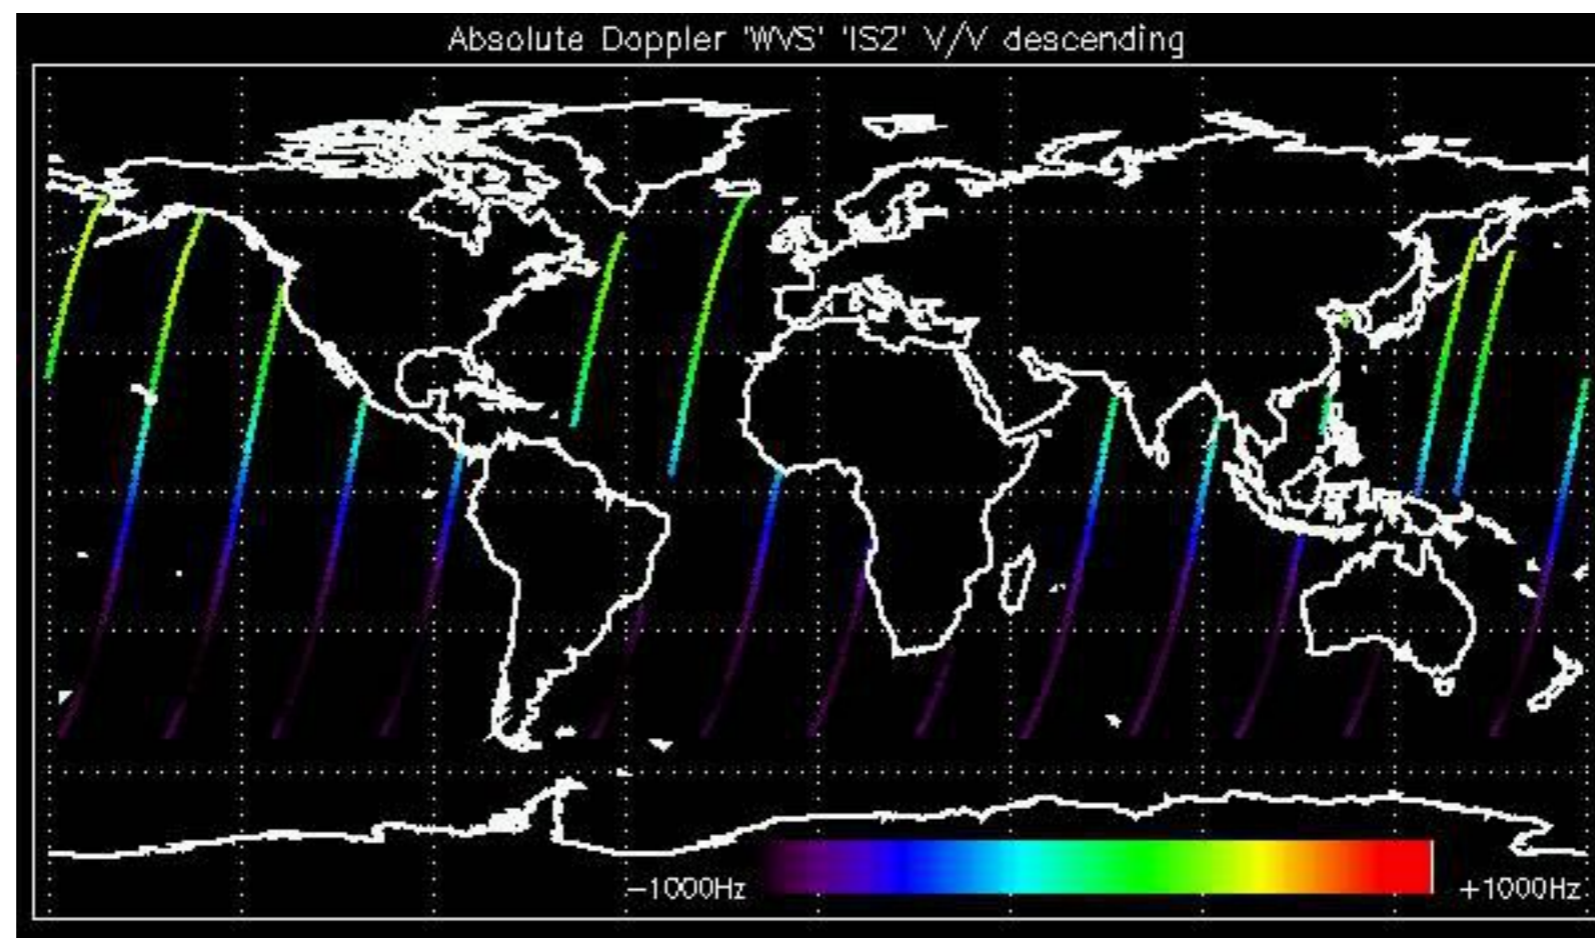 Absolute Doppler 'WVS' 'IS2' V/V descending
−1000Hz
+1000Hz